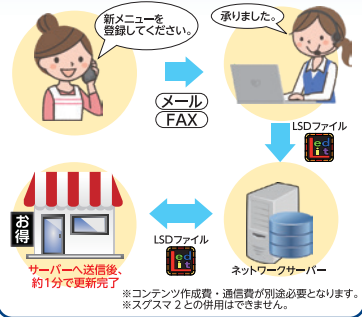 新メニューを
登録してください。
承りました。
メール
FAX
LSDファイル
Led
it
お得
LSDファイル
Led
it
サーバーへ送信後、
約1分で更新完了
ネットワークサーバー
※コンテンツ作成費・通信費が別途必要となります。
※スグスマ2との併用はできません。